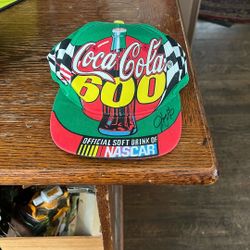 Coca-Cola
600
OFFICIAL SOFT DRINK OF
NASCAR